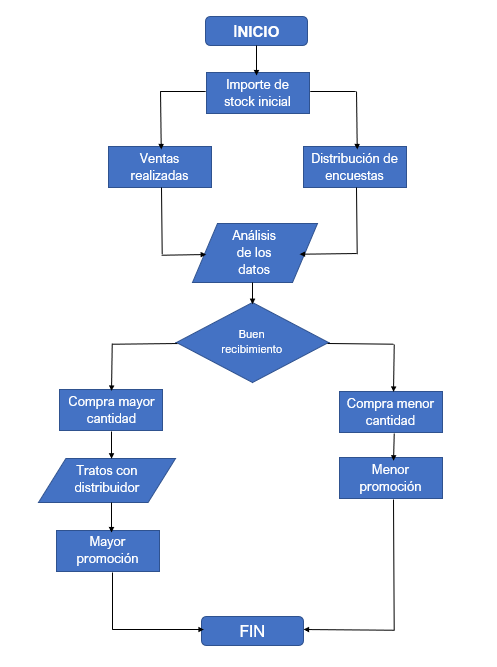 INICIO
Importe de
stock inicial
Ventas
realizadas
Distribución de
encuestas
Análisis
de los
datos
Buen
recibimiento
Compra mayor
cantidad
Compra menor
cantidad
Tratos con
distribuidor
Menor
promoción
Mayor
promoción
FIN